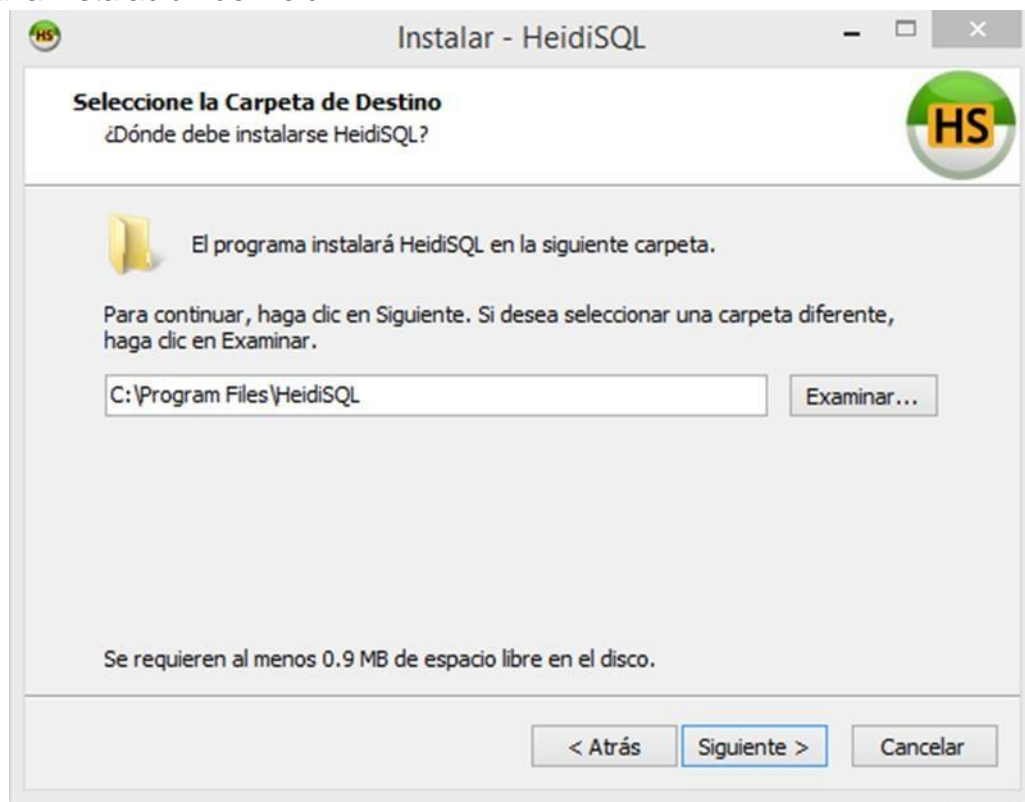 HS
Instalar - HeidiSQL
Seleccione la Carpeta de Destino
¿Dónde debe instalarse HeidiSQL?
HS
El programa instalará HeidiSQL en la siguiente carpeta.
Para continuar, haga clic en Siguiente. Si desea seleccionar una carpeta diferente,
haga clic en Examinar.
C:\Program Files\HeidiSQL
Examinar...
Se requieren al menos 0.9 MB de espacio libre en el disco.
< Atrás
Siguiente >
Cancelar